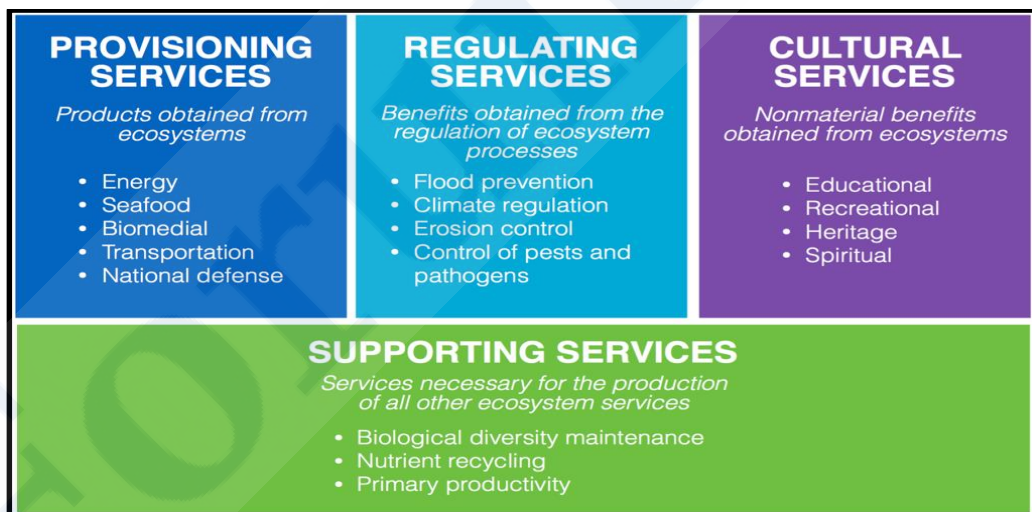 PROVISIONING
SERVICES
Products obtained from
ecosystems
• Energy
• Seafood
• Biomedial
• Transportation
• National defense
REGULATING
SERVICES
Benefits obtained from the
regulation of ecosystem
processes
• Flood prevention
• Climate regulation
• Erosion control
• Control of pests and
pathogens
CULTURAL
SERVICES
Nonmaterial benefits
obtained from ecosystems
• Educational
• Recreational
• Heritage
• Spiritual
SUPPORTING SERVICES
Services necessary for the production
of all other ecosystem services
• Biological diversity maintenance
• Nutrient recycling
• Primary productivity